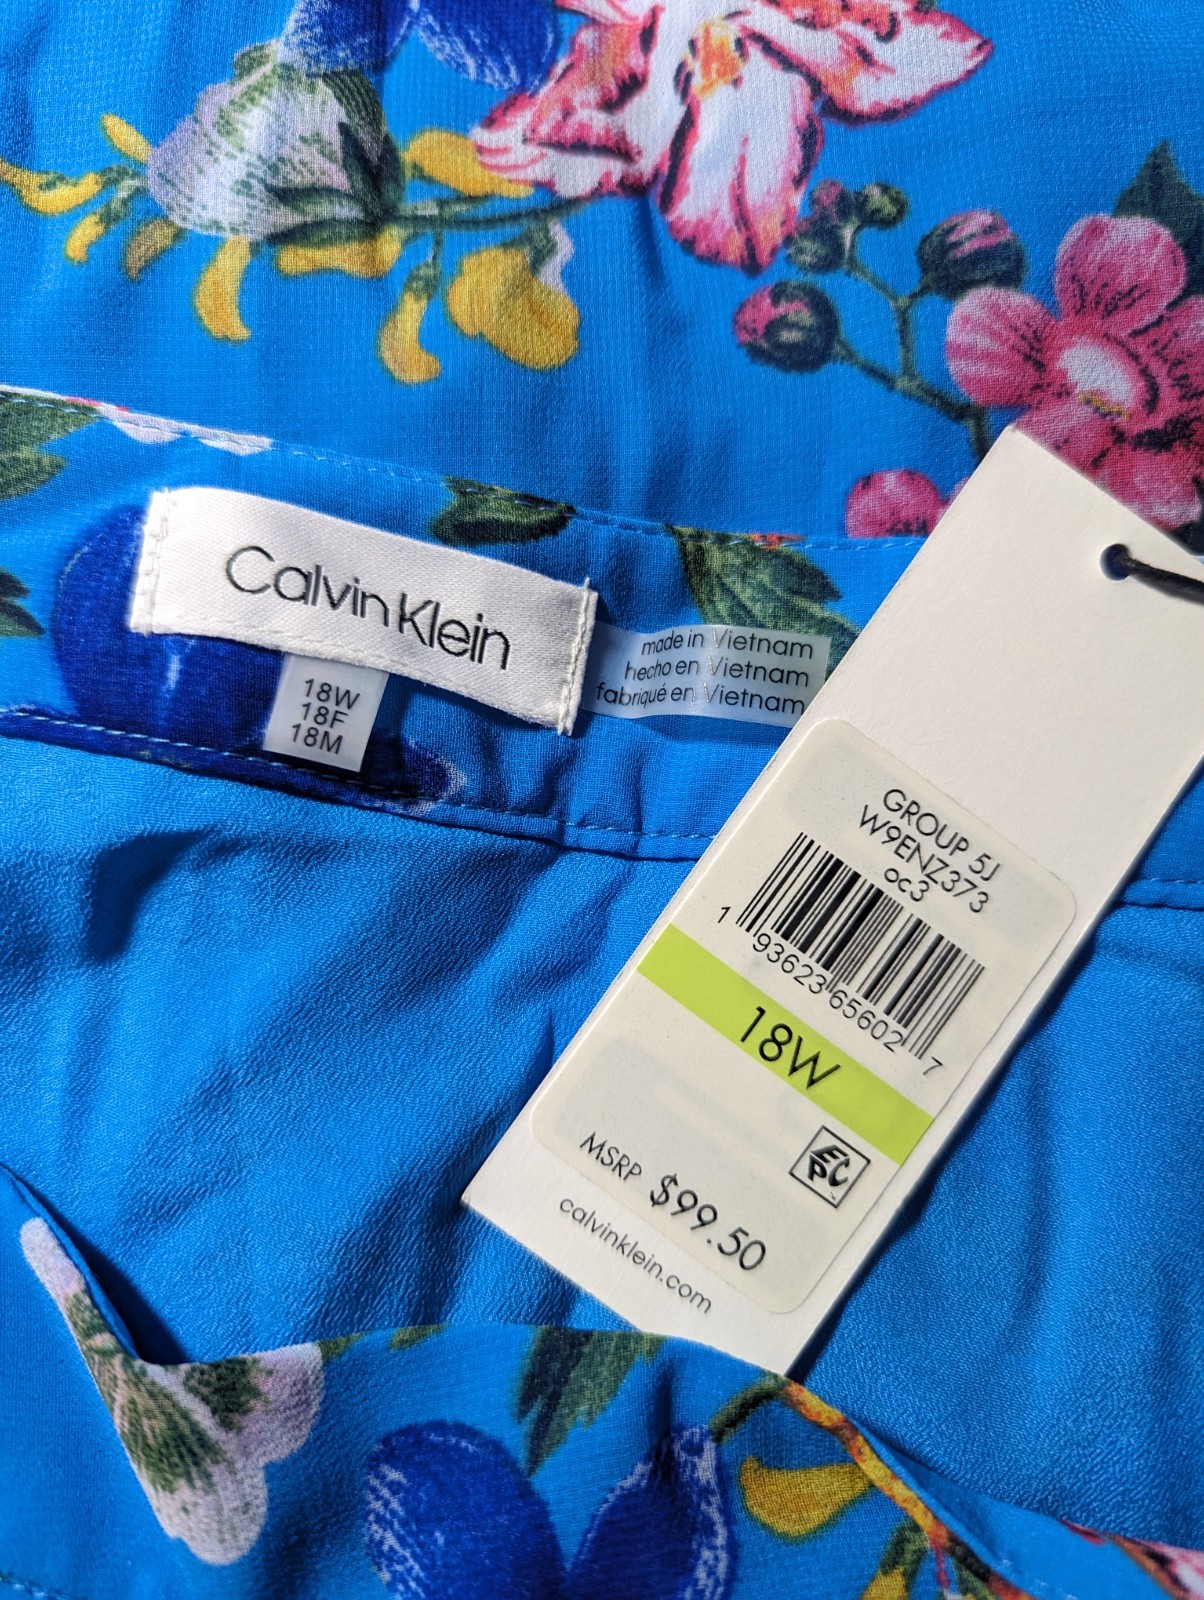 Calvin Klein
made in Vietnam
hecho en Vietnam
fabriqué en Vietnam
18W
18F
18M
GROUP 5J
W9ENZ373
oc3
1 93623 65602 7
18W
EPC
MSRP $99.50
calvinklein.com